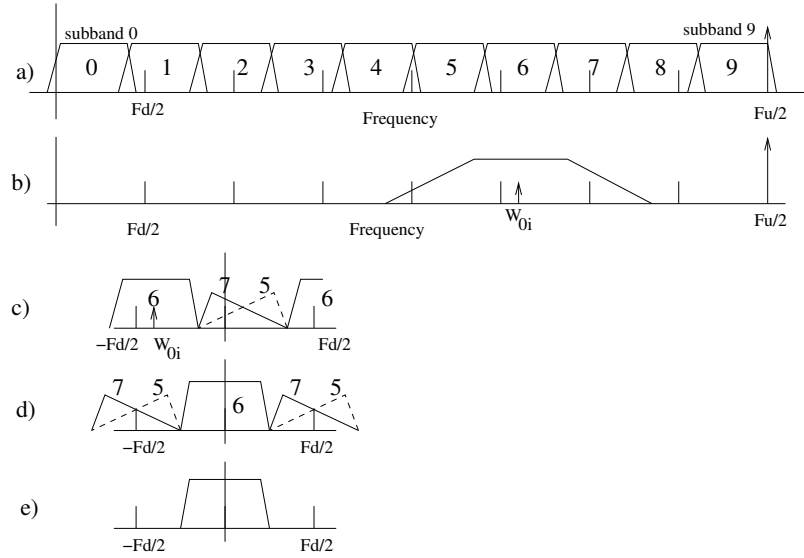 subband 0 subband 9
a) 0 1 2 3 4 5 6 7 8 9
Fd/2 Frequency Fu/2
b)
Fd/2 Frequency W0i Fu/2
7 5
c) 6 6
−Fd/2 W0i Fd/2
7 5 7 5
d) 6
−Fd/2 Fd/2
e)
−Fd/2 Fd/2